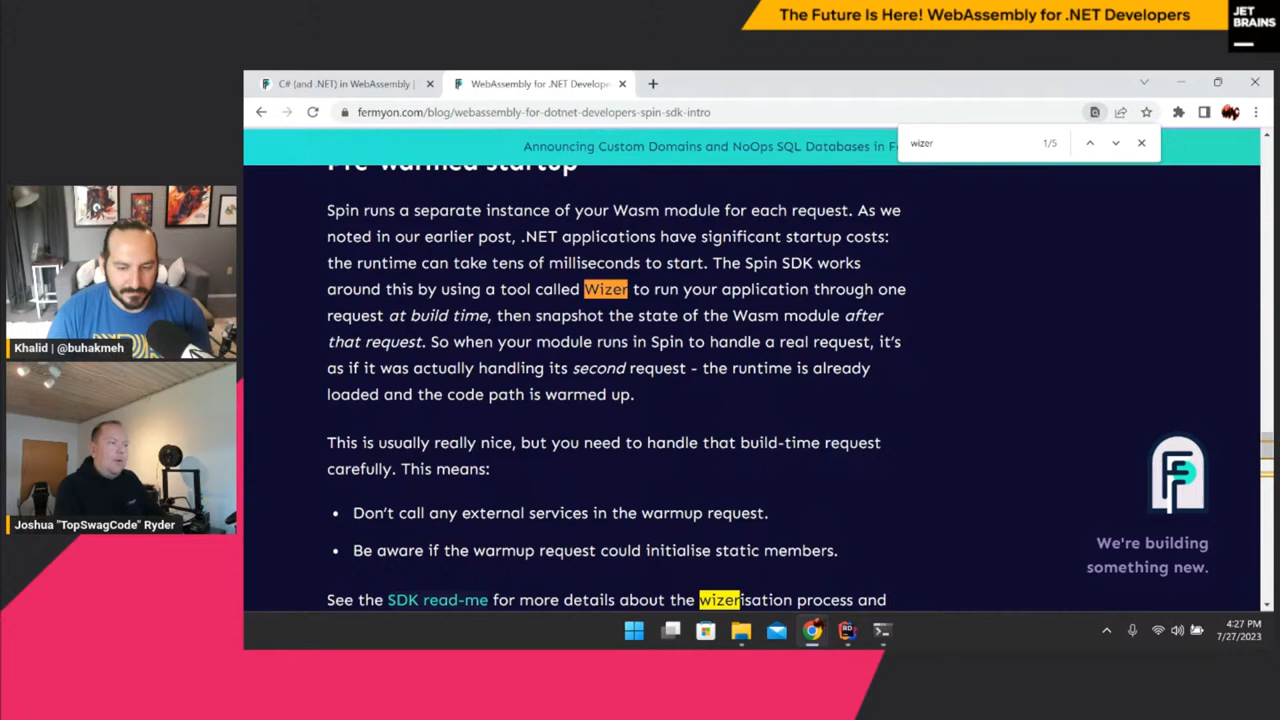 The Future Is Here! WebAssembly for .NET Developers
JET
BRAINS
C# (and .NET) in WebAssembly |
WebAssembly for .NET Develope
fermyon.com/blog/webassembly-for-dotnet-developers-spin-sdk-intro
wizer
1/5
Announcing Custom Domains and NoOps SQL Databases in Fe
Pre-warmed startup
Spin runs a separate instance of your Wasm module for each request. As we
noted in our earlier post, .NET applications have significant startup costs:
the runtime can take tens of milliseconds to start. The Spin SDK works
around this by using a tool called Wizer to run your application through one
request at build time, then snapshot the state of the Wasm module after
that request. So when your module runs in Spin to handle a real request, it's
as if it was actually handling its second request - the runtime is already
loaded and the code path is warmed up.
This is usually really nice, but you need to handle that build-time request
carefully. This means:
• Don't call any external services in the warmup request.
• Be aware if the warmup request could initialise static members.
See the SDK read-me for more details about the wizerisation process and
We're building
something new.
Khalid | @buhakmeh
Joshua "TopSwagCode" Ryder
4:27 PM
7/27/2023